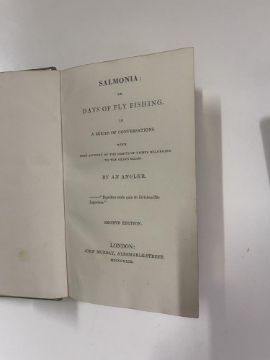 SALMONIA:
OR
DAYS OF FLY FISHING.
IN
A SERIES OF CONVERSATIONS.
WITH
SOME ACCOUNT OF THE HABITS OF FISHES BELONGING
TO THE GENUS SALMO.
BY AN ANGLER.
SECOND EDITION.
LONDON:
JOHN MURRAY, ALBEMARLE-STREET.